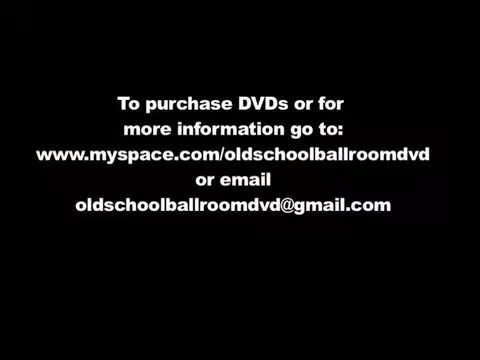 To purchase DVDs or for
more information go to:
www.myspace.com/oldschoolballroomdvd
or email
oldschoolballroomdvd@gmail.com